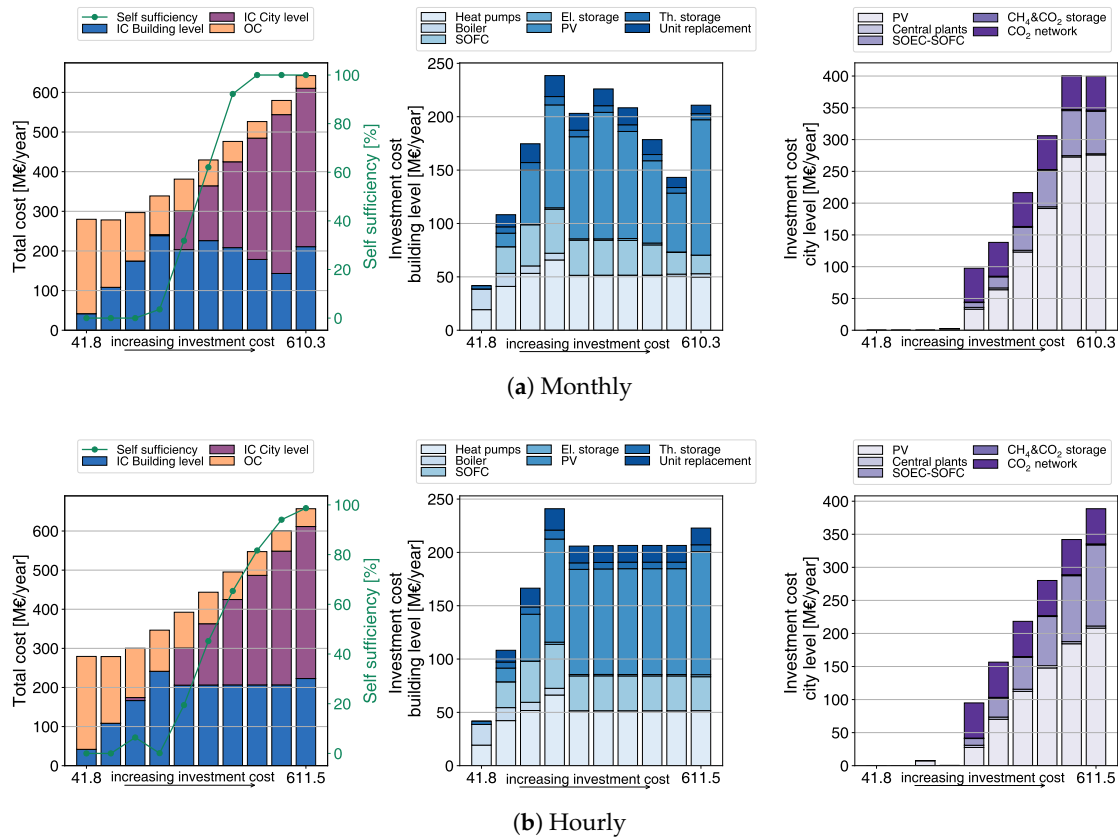 Self sufficiency
IC Building level
IC City level
OC
Total cost [M€/year]
0
100
200
300
400
500
600
Self sufficiency [%]
0
20
40
60
80
100
41.8
increasing investment cost
610.3
Heat pumps
Boiler
SOFC
El. storage
PV
Th. storage
Unit replacement
Investment cost
building level [M€/year]
0
50
100
150
200
250
41.8
increasing investment cost
610.3
PV
Central plants
SOEC-SOFC
CH₄&CO₂ storage
CO₂ network
Investment cost
city level [M€/year]
0
50
100
150
200
250
300
350
400
41.8
increasing investment cost
610.3
(a) Monthly
Self sufficiency
IC Building level
IC City level
OC
Total cost [M€/year]
0
100
200
300
400
500
600
Self sufficiency [%]
0
20
40
60
80
100
41.8
increasing investment cost
611.5
Heat pumps
Boiler
SOFC
El. storage
PV
Th. storage
Unit replacement
Investment cost
building level [M€/year]
0
50
100
150
200
250
41.8
increasing investment cost
611.5
PV
Central plants
SOEC-SOFC
CH₄&CO₂ storage
CO₂ network
Investment cost
city level [M€/year]
0
50
100
150
200
250
300
350
400
41.8
increasing investment cost
611.5
(b) Hourly